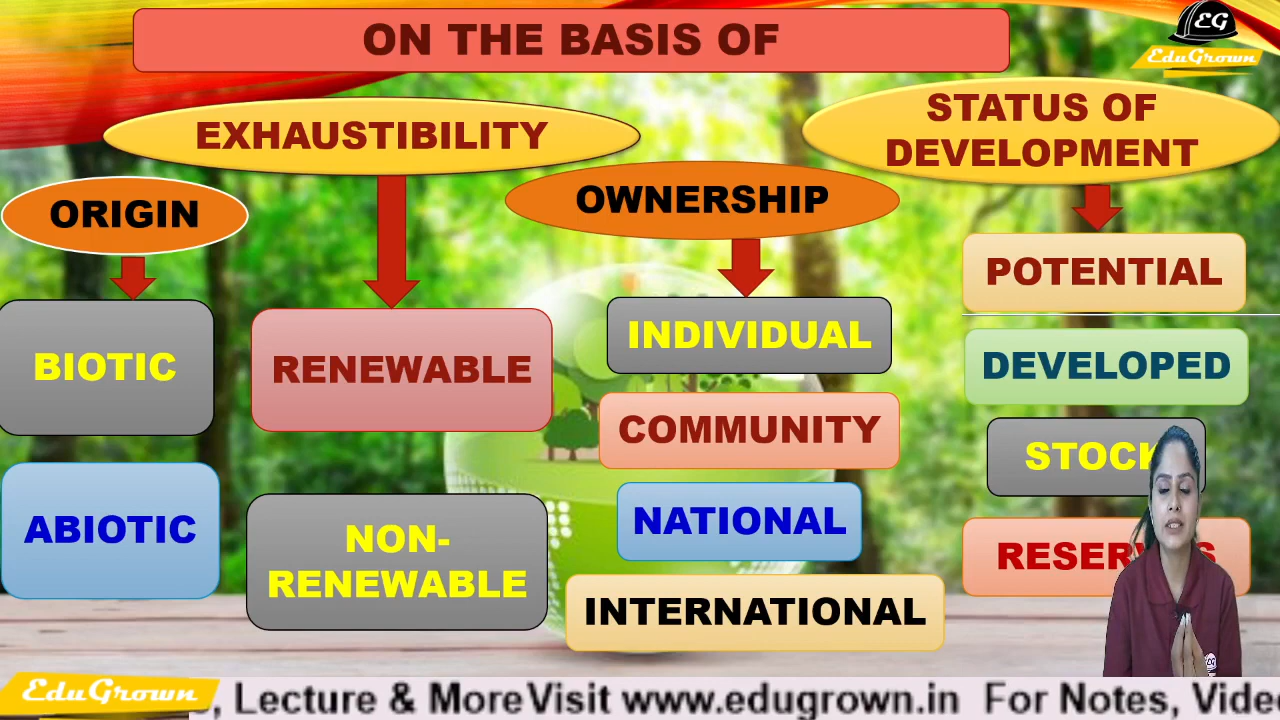 ON THE BASIS OF
EG
EduGrown
EXHAUSTIBILITY
STATUS OF
DEVELOPMENT
ORIGIN
OWNERSHIP
BIOTIC
ABIOTIC
RENEWABLE
NON-
RENEWABLE
INDIVIDUAL
COMMUNITY
NATIONAL
INTERNATIONAL
POTENTIAL
DEVELOPED
STOCK
EduGrown
, Lecture & More Visit www.edugrown.in For Notes,